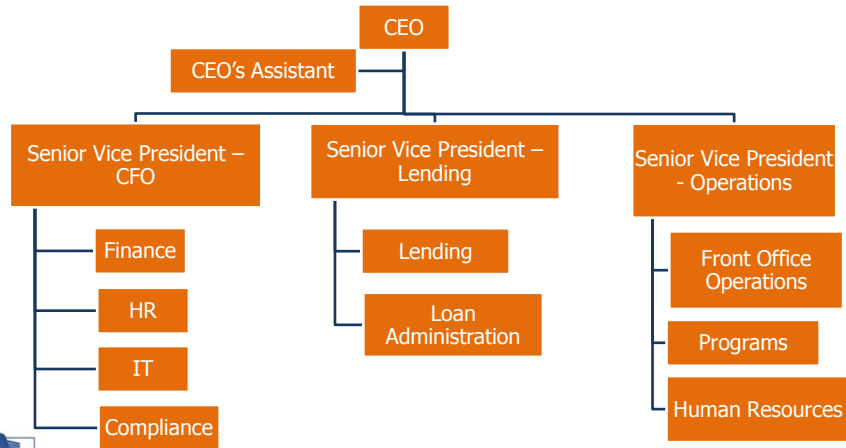 CEO
CEO's Assistant
Senior Vice President –
CFO
Senior Vice President –
Lending
Senior Vice President
- Operations
Finance
HR
IT
Compliance
Lending
Loan
Administration
Front Office
Operations
Programs
Human Resources